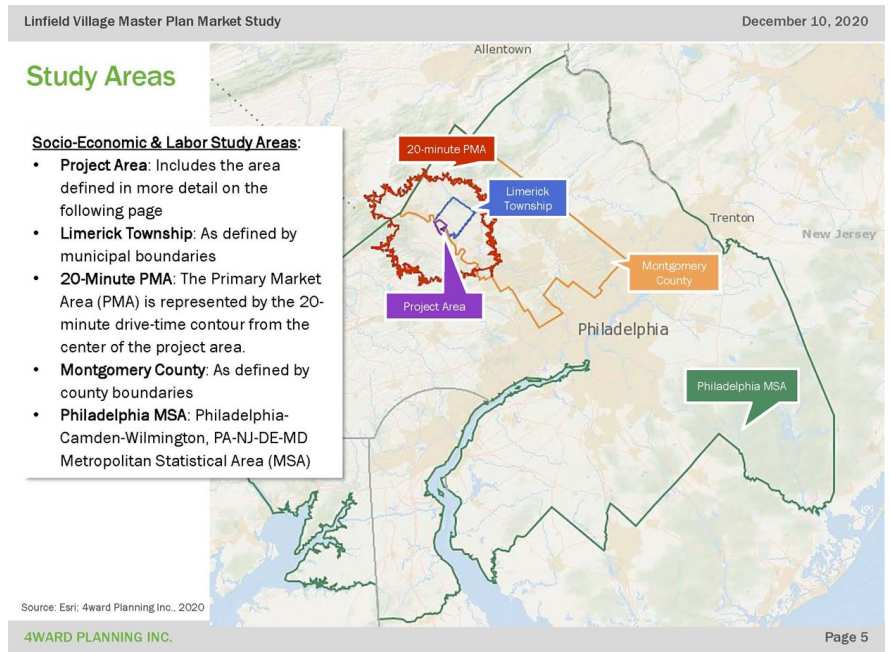 Linfield Village Master Plan Market Study
December 10, 2020
Study Areas
Socio-Economic & Labor Study Areas:
• Project Area: Includes the area
defined in more detail on the
following page
• Limerick Township: As defined by
municipal boundaries
• 20-Minute PMA: The Primary Market
Area (PMA) is represented by the 20-
minute drive-time contour from the
center of the project area.
• Montgomery County: As defined by
county boundaries
• Philadelphia MSA: Philadelphia-
Camden-Wilmington, PA-NJ-DE-MD
Metropolitan Statistical Area (MSA)
Allentown
20-minute PMA
Limerick
Township
Trenton
New Jersey
Montgomery
County
Project Area
Philadelphia
Philadelphia MSA
Source: Esri; 4ward Planning Inc., 2020
4WARD PLANNING INC.
Page 5